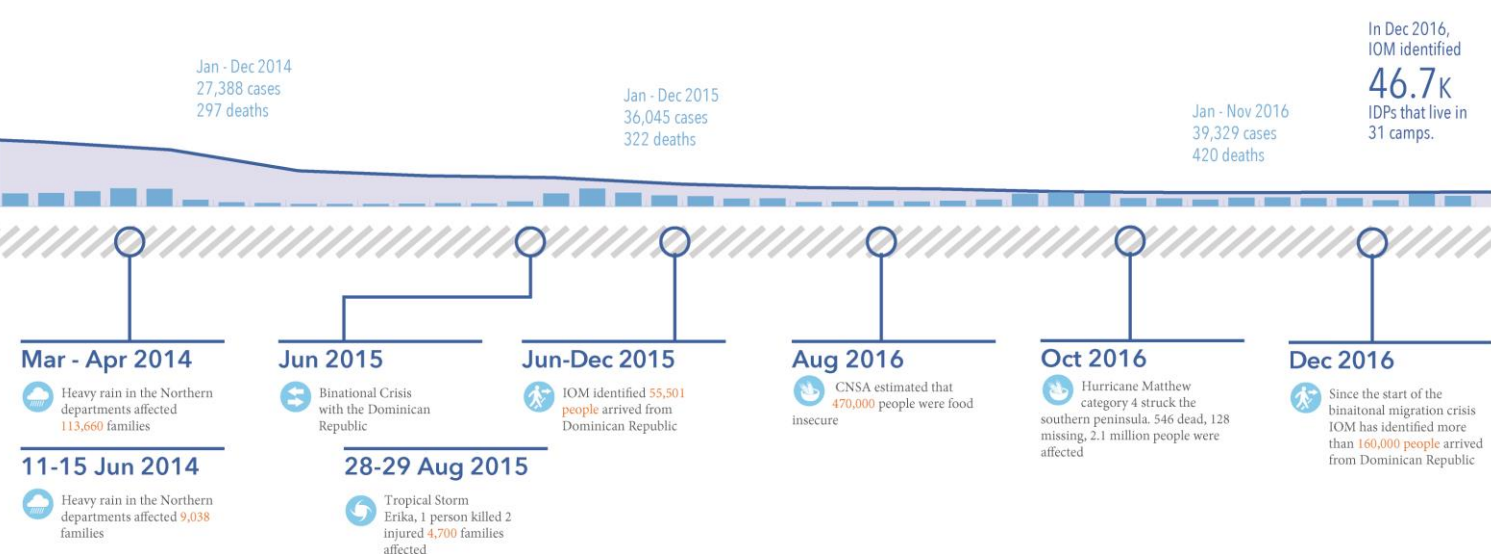 In Dec 2016,
IOM identified
46.7K
IDPs that live in
31 camps.
Jan - Dec 2014
27,388 cases
297 deaths
Jan - Dec 2015
36,045 cases
322 deaths
Jan - Nov 2016
39,329 cases
420 deaths
Mar - Apr 2014
Heavy rain in the Northern
departments affected
113,660 families
11-15 Jun 2014
Heavy rain in the Northern
departments affected 9,038
families
Jun 2015
Binational Crisis
with the Dominican
Republic
28-29 Aug 2015
Tropical Storm
Erika, 1 person killed 2
injured 4,700 families
affected
Jun-Dec 2015
IOM identified 55,501
people arrived from
Dominican Republic
Aug 2016
CNSA estimated that
470,000 people were food
insecure
Oct 2016
Hurricane Matthew
category 4 struck the
southern peninsula. 546 dead, 128
missing, 2.1 million people were
affected
Dec 2016
Since the start of the
binaitonal migration crisis
IOM has identified more
than 160,000 people arrived
from Dominican Republic